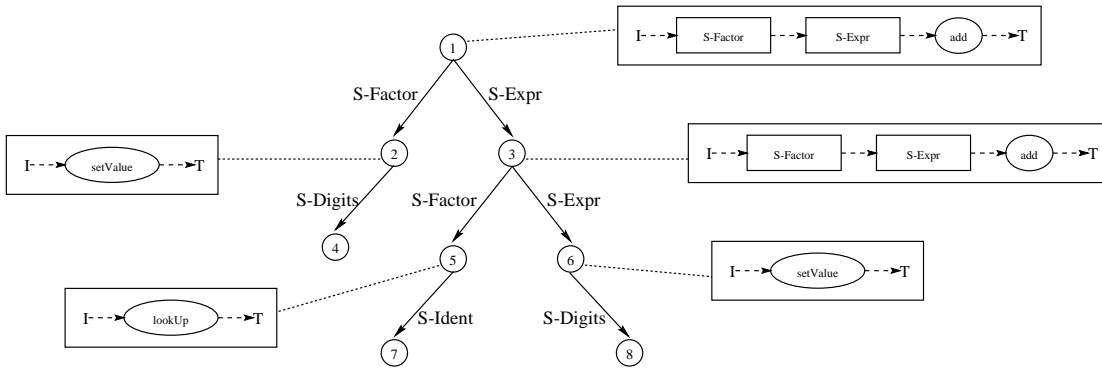 I S-Factor S-Expr add T
1
S-Factor S-Expr
I setValue T
2
3
I S-Factor S-Expr add T
S-Digits S-Factor S-Expr
4
5
6
I setValue T
I lookUp T
S-Ident S-Digits
7
8